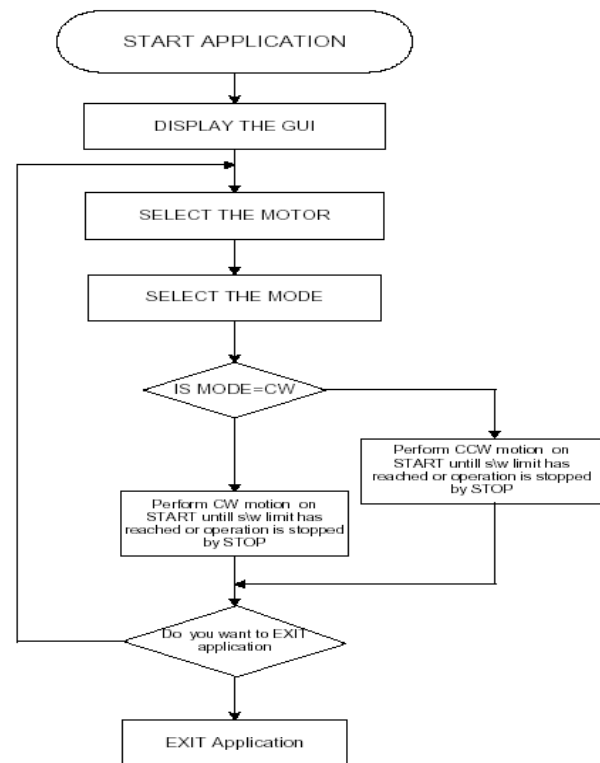 START APPLICATION
DISPLAY THE GUI
SELECT THE MOTOR
SELECT THE MODE
IS MODE=CW
Perform CCW motion on
START untill s\w limit has
reached or operation is stopped
by STOP
Perform CW motion on
START untill s\w limit has
reached or operation is stopped
by STOP
Do you want to EXIT
application
EXIT Application